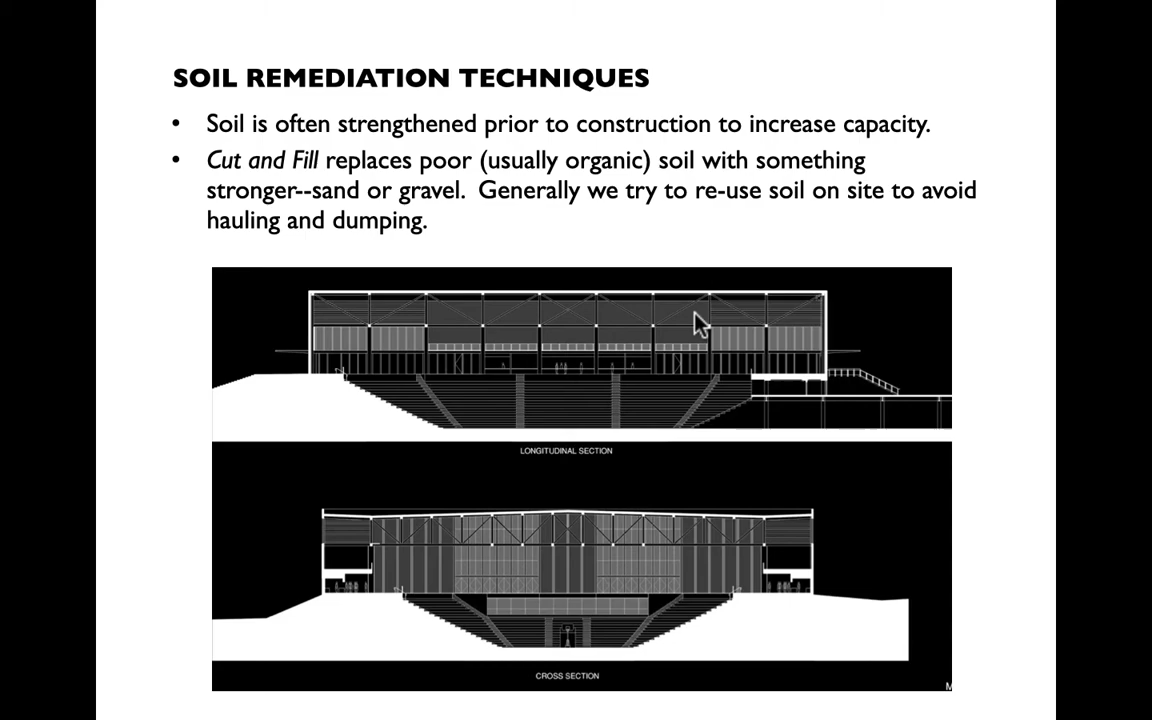 SOIL REMEDIATION TECHNIQUES
• Soil is often strengthened prior to construction to increase capacity.
• Cut and Fill replaces poor (usually organic) soil with something
stronger--sand or gravel.  Generally we try to re-use soil on site to avoid
hauling and dumping.
LONGITUDINAL SECTION
CROSS SECTION
M